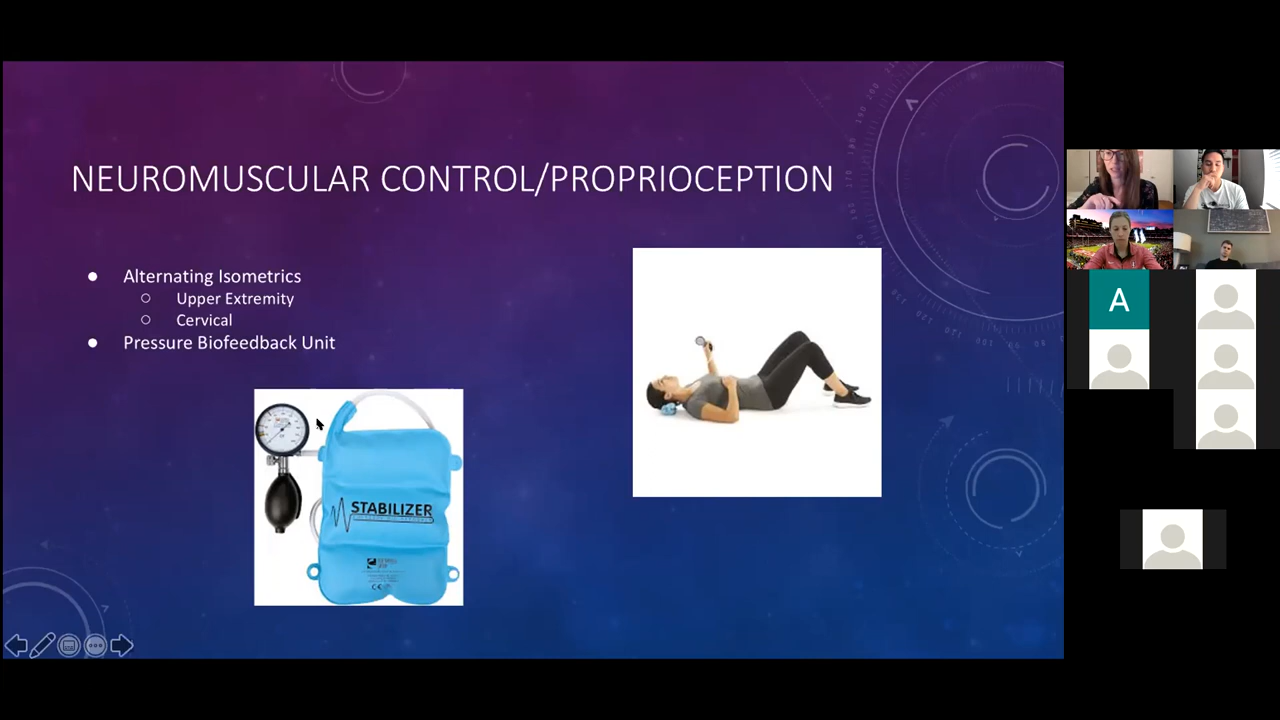 NEUROMUSCULAR CONTROL/PROPRIOCEPTION
● Alternating Isometrics
○ Upper Extremity
○ Cervical
● Pressure Biofeedback Unit
STABILIZER
A